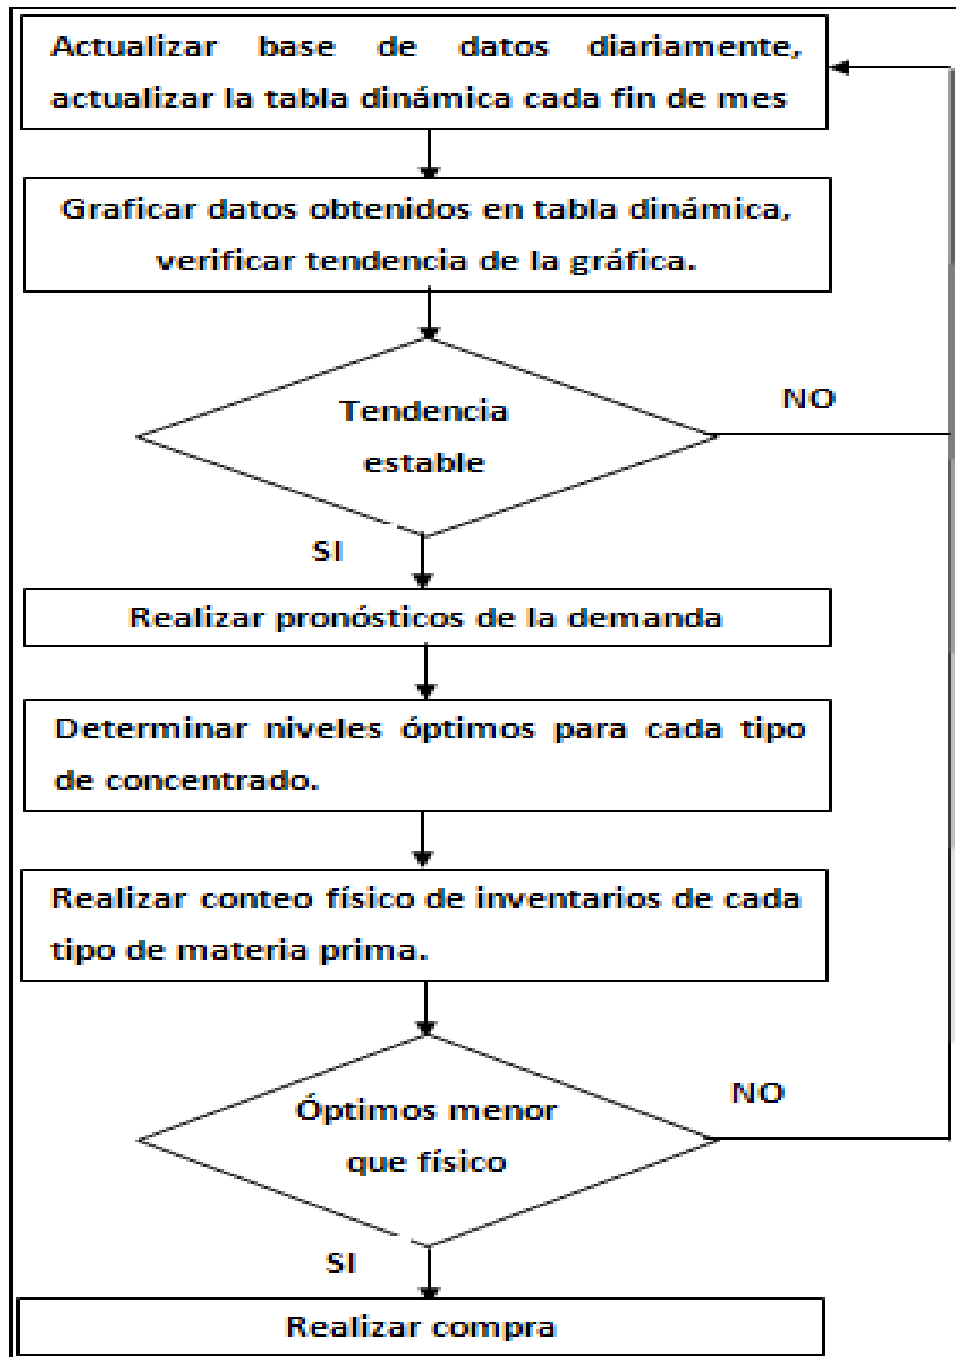 Actualizar base de datos diariamente,
actualizar la tabla dinámica cada fin de mes
Graficar datos obtenidos en tabla dinámica,
verificar tendencia de la gráfica.
Tendencia
estable
NO
SI
Realizar pronósticos de la demanda
Determinar niveles óptimos para cada tipo
de concentrado.
Realizar conteo físico de inventarios de cada
tipo de materia prima.
Óptimos menor
que físico
NO
SI
Realizar compra